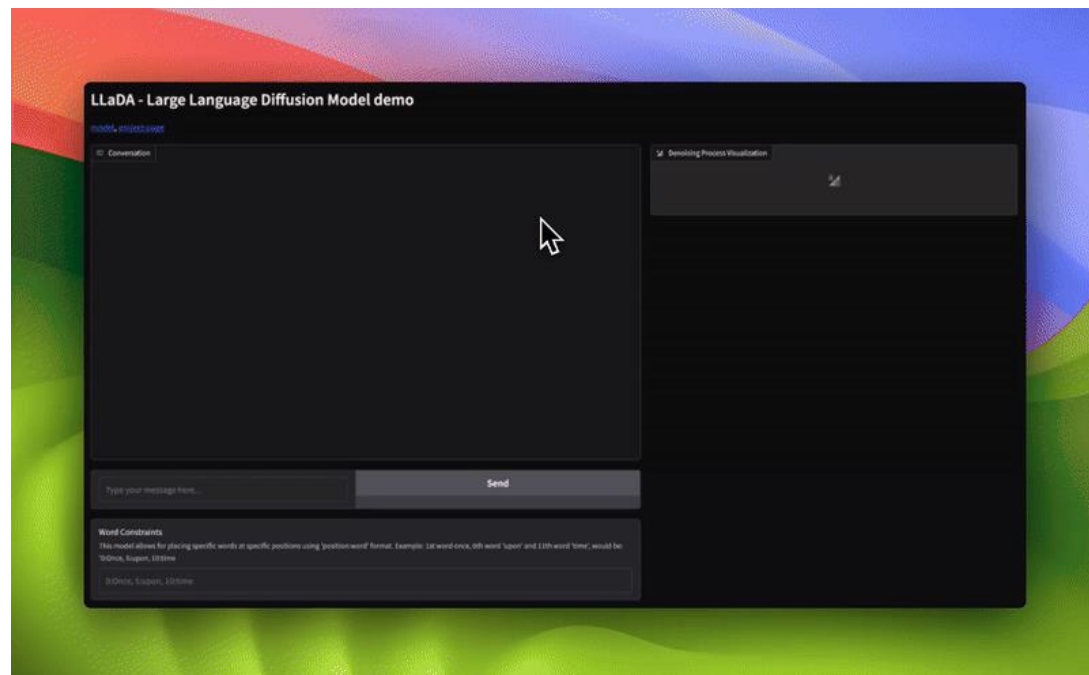 LLaDA - Large Language Diffusion Model demo
model, project page
Conversation
Denoising Process Visualization
Type your message here...
Send
Word Constraints
This model allows for placing specific words at specific positions using 'position:word' format. Example: 1st word once, 6th word 'upon' and 11th word 'time', would be:
'0:Once, 5:upon, 10:time
0:Once, 5:upon, 10:time